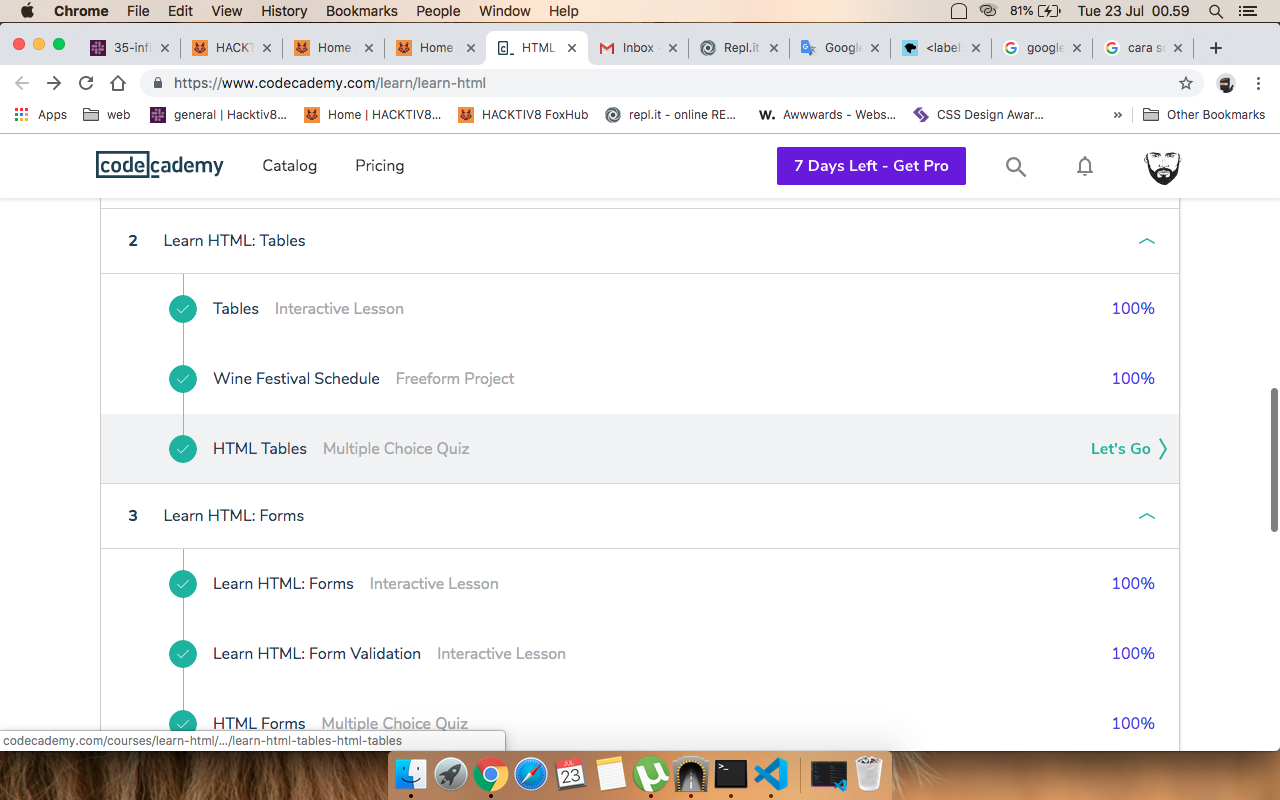 Chrome File Edit View History Bookmarks People Window Help 81% Tue 23 Jul 00.59
35-infi HACKT Home Home HTML Inbox Repl.it Google <label google cara s
https://www.codecademy.com/learn/learn-html
Apps web general | Hacktiv8... Home | HACKTIV8... HACKTIV8 FoxHub repl.it - online RE... W. Awwwards - Webs... CSS Design Awar... » Other Bookmarks
codecademy Catalog Pricing 7 Days Left - Get Pro
2 Learn HTML: Tables
Tables Interactive Lesson 100%
Wine Festival Schedule Freeform Project 100%
HTML Tables Multiple Choice Quiz Let's Go
3 Learn HTML: Forms
Learn HTML: Forms Interactive Lesson 100%
Learn HTML: Form Validation Interactive Lesson 100%
HTML Forms Multiple Choice Quiz 100%
codecademy.com/courses/learn-html/.../learn-html-tables-html-tables
JUL
23